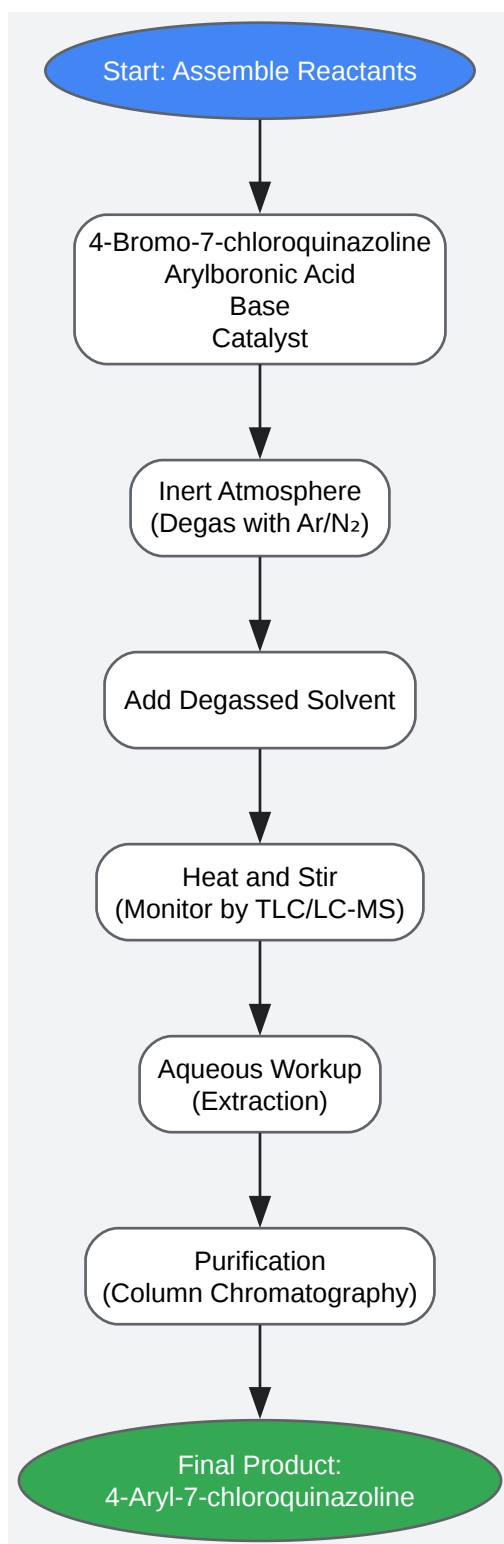 Start: Assemble Reactants
4-Bromo-7-chloroquinazoline
Arylboronic Acid
Base
Catalyst
Inert Atmosphere
(Degas with Ar/N₂)
Add Degassed Solvent
Heat and Stir
(Monitor by TLC/LC-MS)
Aqueous Workup
(Extraction)
Purification
(Column Chromatography)
Final Product:
4-Aryl-7-chloroquinazoline